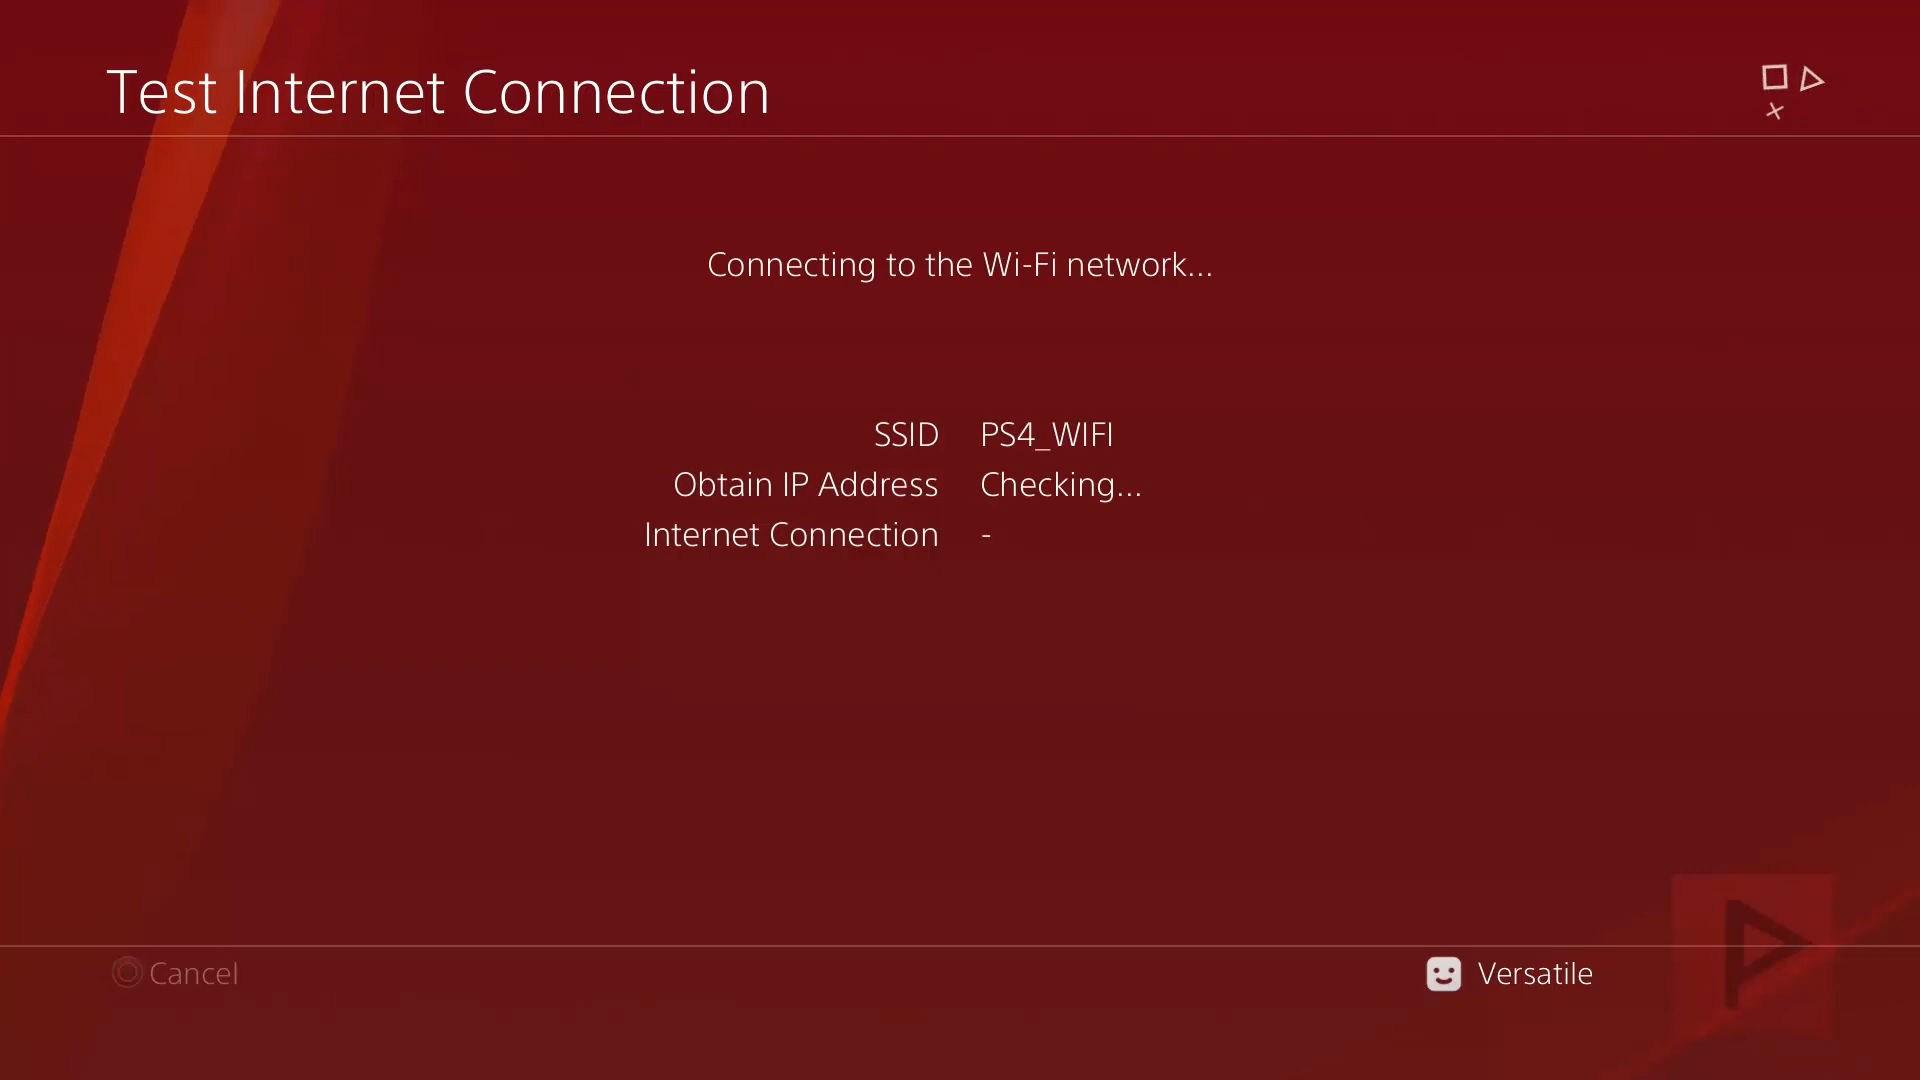 Test Internet Connection
Connecting to the Wi-Fi network...
SSID PS4_WIFI
Obtain IP Address Checking...
Internet Connection -
Cancel
Versatile